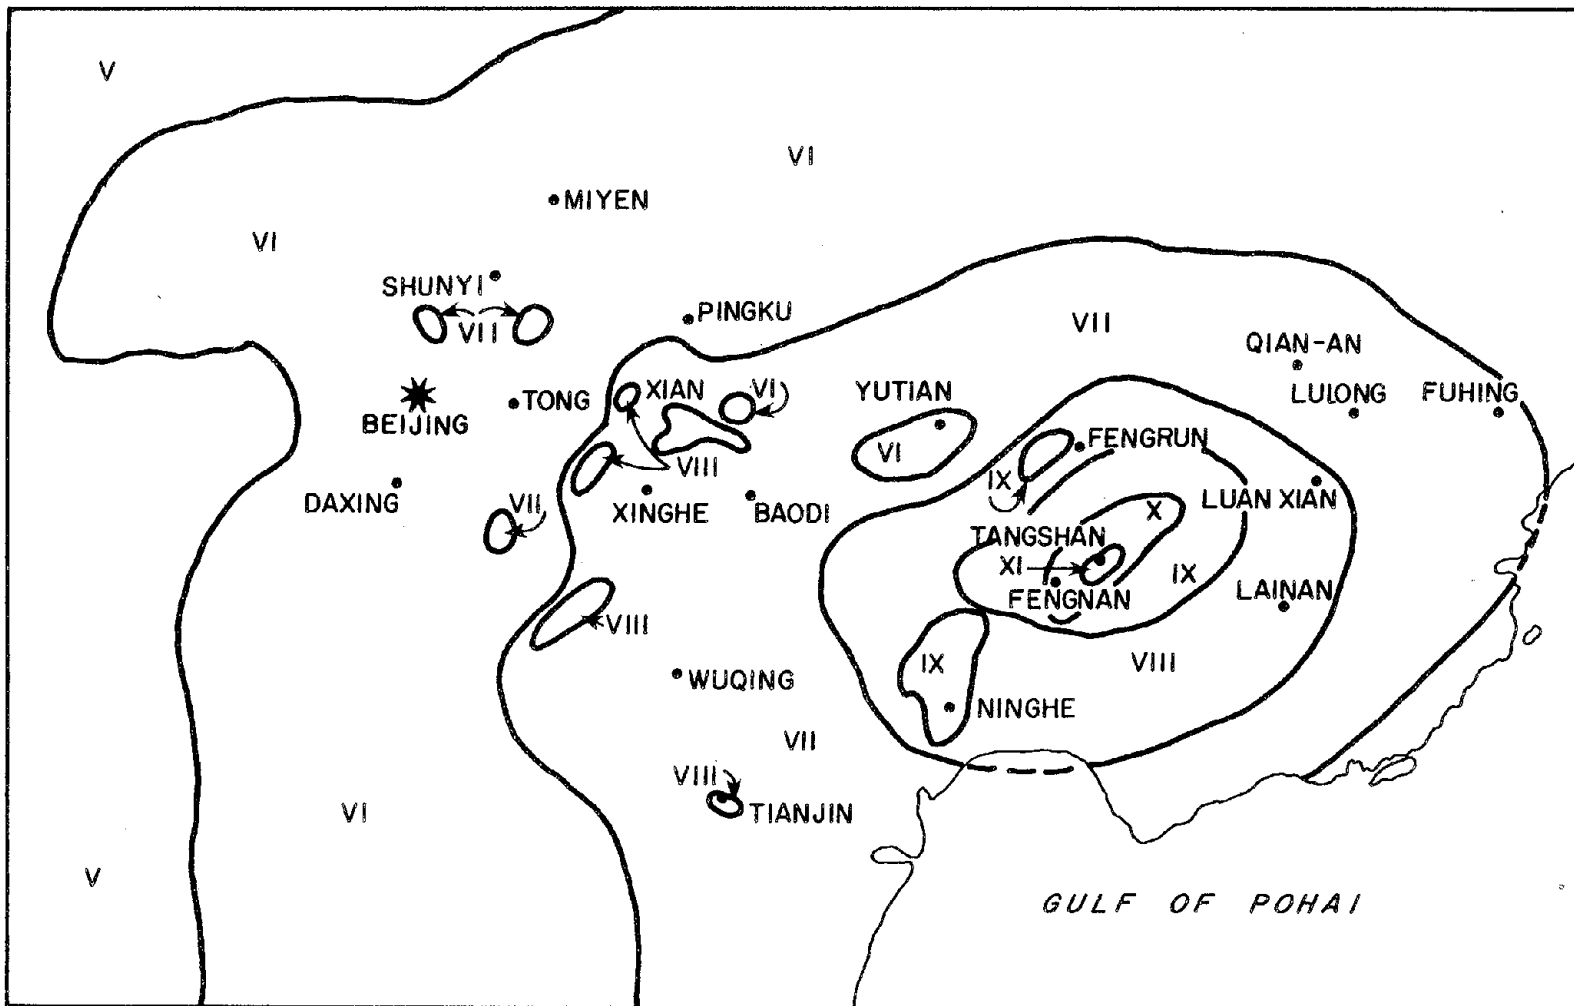 V
VI
MIYEN
VI
SHUNYI
VII
PINGKU
VII
QIAN-AN
BEIJING
TONG
XIAN
VI
YUTIAN
LULONG
FUHING
VI
FENGRUN
VIII
IX
DAXING
VII
XINGHE
BAODI
LUAN XIAN
X
TANGSHAN
XI
IX
FENGNAN
LAINAN
VIII
IX
VIII
WUQING
NINGHE
VII
VIII
TIANJIN
VI
V
GULF OF POHAI